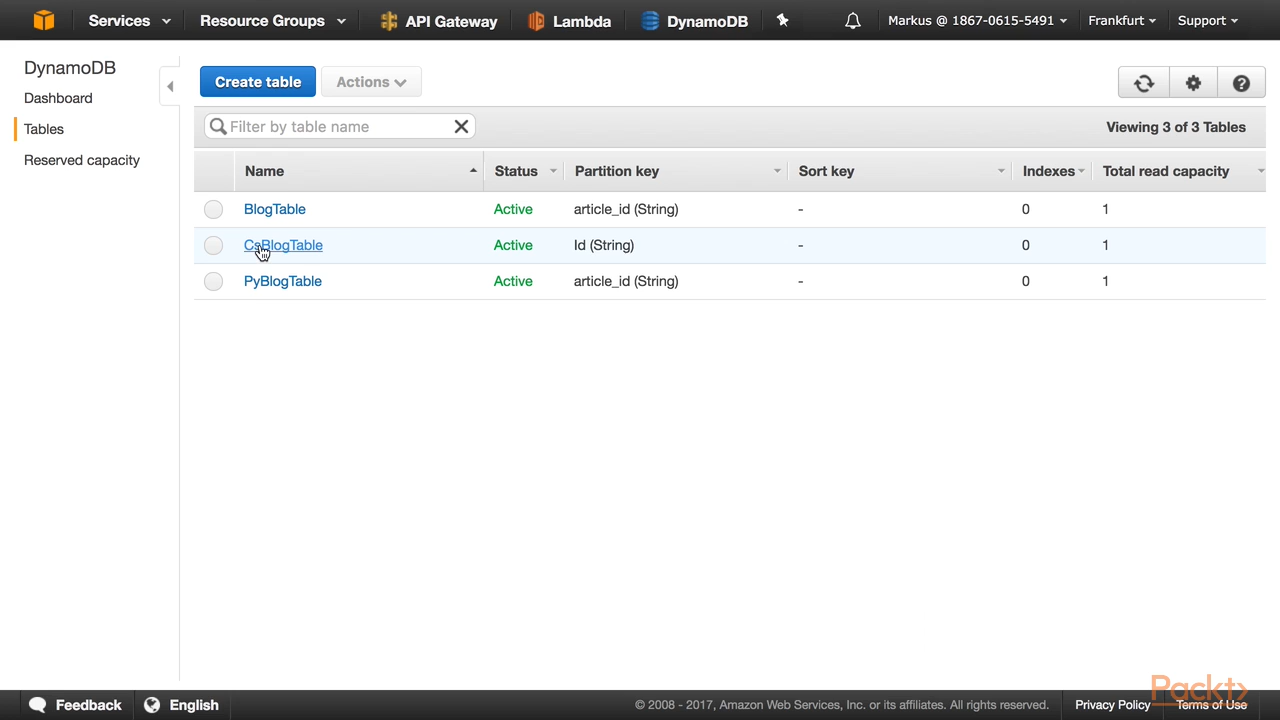 Services Resource Groups API Gateway Lambda DynamoDB Markus @ 1867-0615-5491 Frankfurt Support
DynamoDB
Dashboard
Tables
Reserved capacity
Create table Actions
Filter by table name Viewing 3 of 3 Tables
Name Status Partition key Sort key Indexes Total read capacity
BlogTable Active article_id (String) - 0 1
CsBlogTable Active Id (String) - 0 1
PyBlogTable Active article_id (String) - 0 1
Packt
Feedback English © 2008 - 2017, Amazon Web Services, Inc. or its affiliates. All rights reserved. Privacy Policy Terms of Use